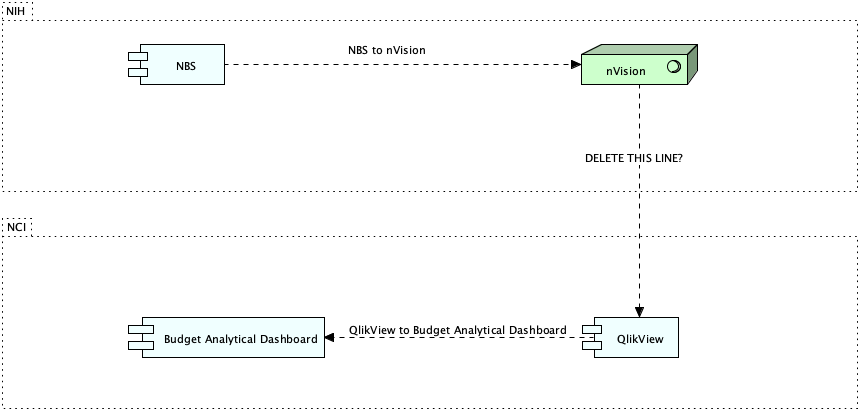 NIH
NBS to nVision
NBS
nVision
DELETE THIS LINE?
NCI
QlikView to Budget Analytical Dashboard
Budget Analytical Dashboard
QlikView